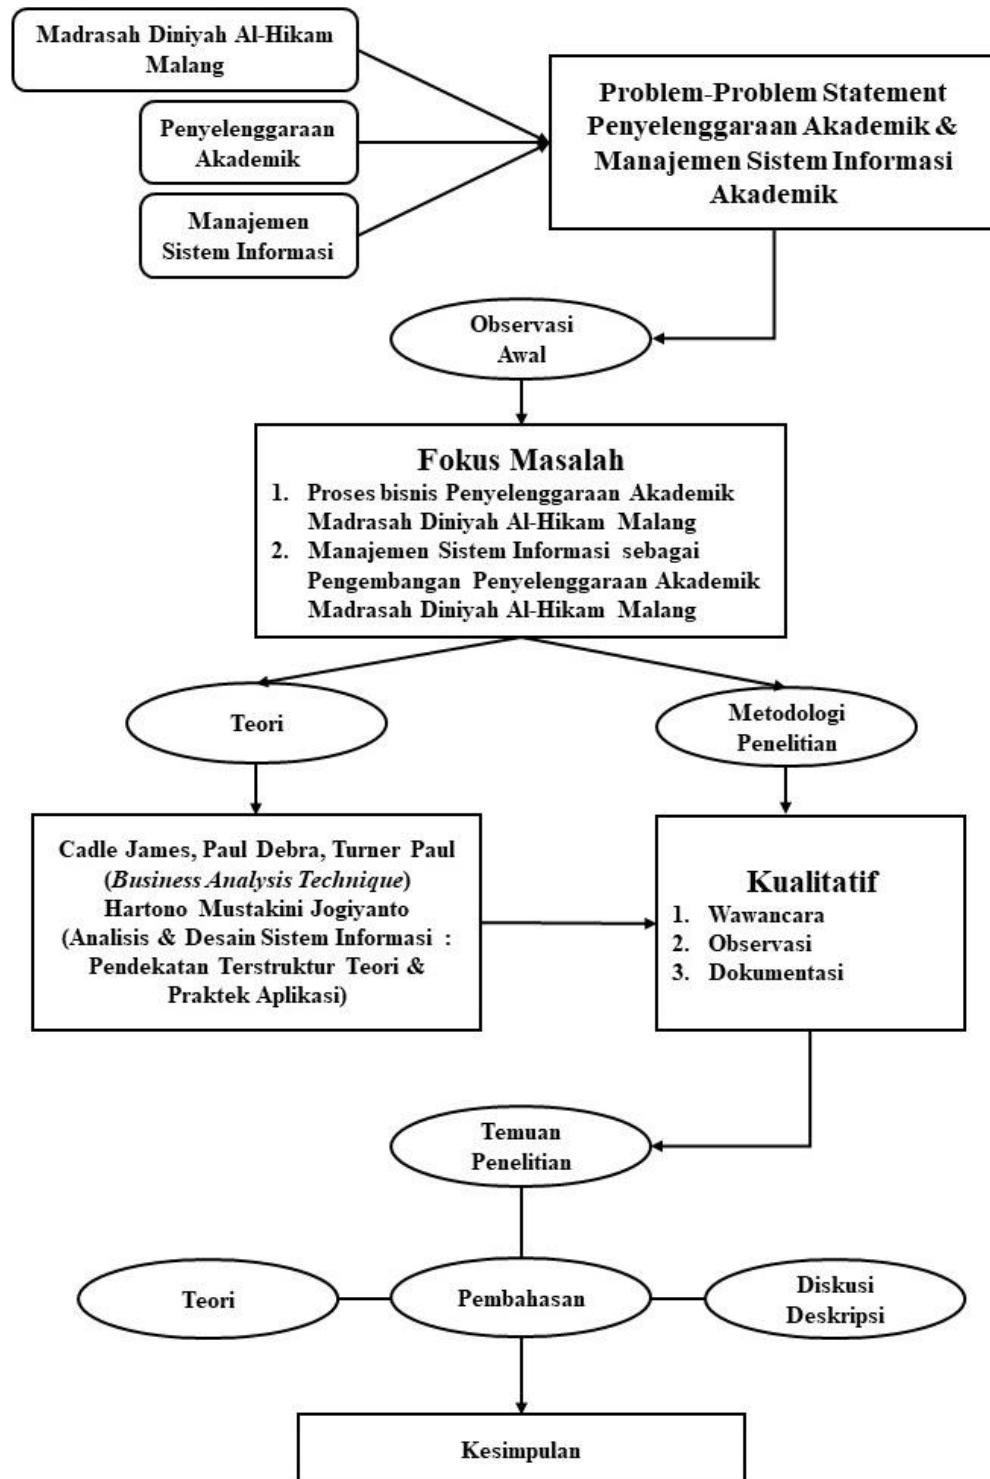 Madrasah Diniyah Al-Hikam
Malang
Penyelenggaraan
Akademik
Manajemen
Sistem Informasi
Problem-Problem Statement
Penyelenggaraan Akademik &
Manajemen Sistem Informasi
Akademik
Observasi
Awal
Fokus Masalah
1. Proses bisnis Penyelenggaraan Akademik
Madrasah Diniyah Al-Hikam Malang
2. Manajemen Sistem Informasi sebagai
Pengembangan Penyelenggaraan Akademik
Madrasah Diniyah Al-Hikam Malang
Teori
Metodologi
Penelitian
Cadle James, Paul Debra, Turner Paul
(Business Analysis Technique)
Hartono Mustakini Jogiyanto
(Analisis & Desain Sistem Informasi :
Pendekatan Terstruktur Teori &
Praktek Aplikasi)
Kualitatif
1. Wawancara
2. Observasi
3. Dokumentasi
Temuan
Penelitian
Teori
Pembahasan
Diskusi
Deskripsi
Kesimpulan